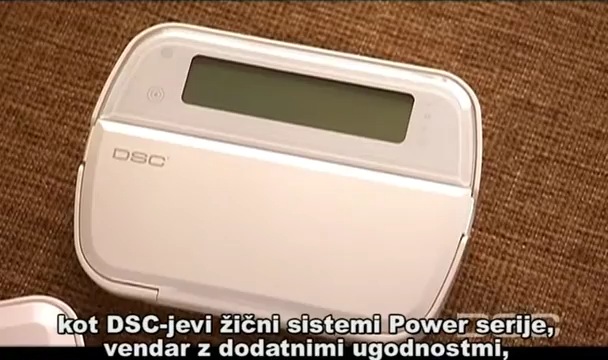 DSC
kot DSC-jevi žični sistemi Power serije,
vendar z dodatnimi ugodnostmi,